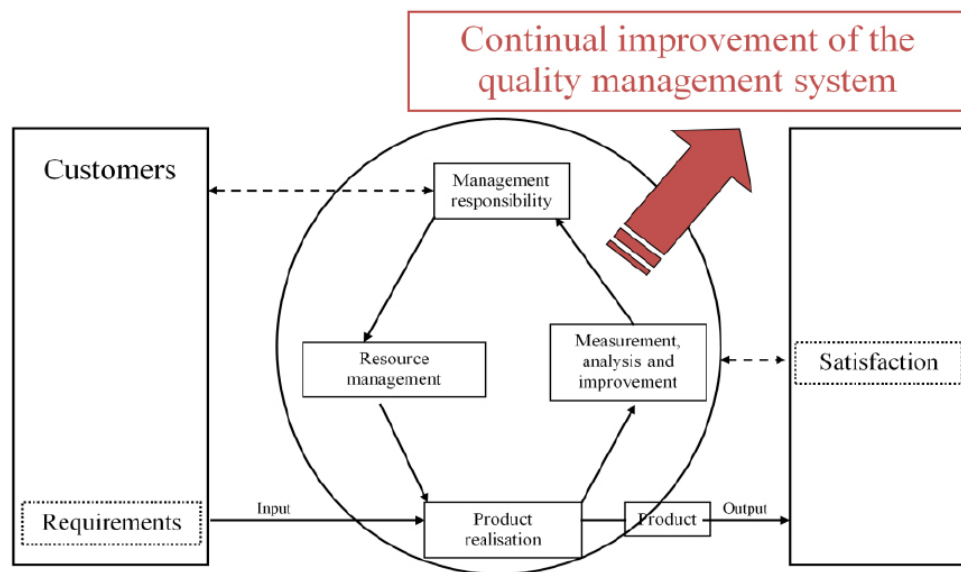 Continual improvement of the
quality management system
Customers
Management
responsibility
Resource
management
Measurement,
analysis and
improvement
Satisfaction
Requirements
Input
Product
realisation
Product
Output